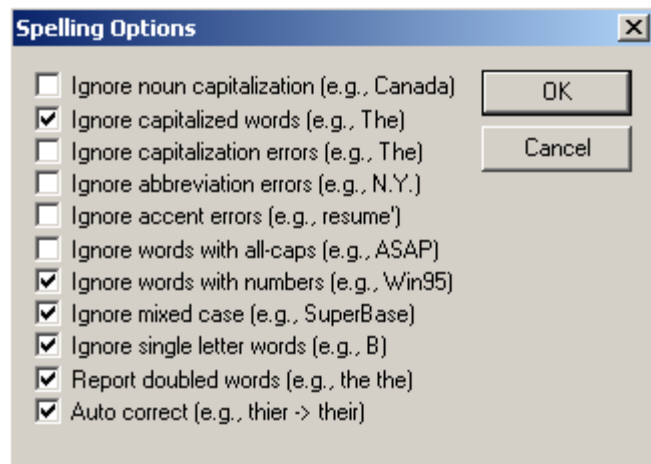 Spelling Options
Ignore noun capitalization (e.g., Canada)
OK
Ignore capitalized words (e.g., The)
Ignore capitalization errors (e.g., The)
Cancel
Ignore abbreviation errors (e.g., N.Y.)
Ignore accent errors (e.g., resume')
Ignore words with all-caps (e.g., ASAP)
Ignore words with numbers (e.g., Win95)
Ignore mixed case (e.g., SuperBase)
Ignore single letter words (e.g., B)
Report doubled words (e.g., the the)
Auto correct (e.g., thier -> their)